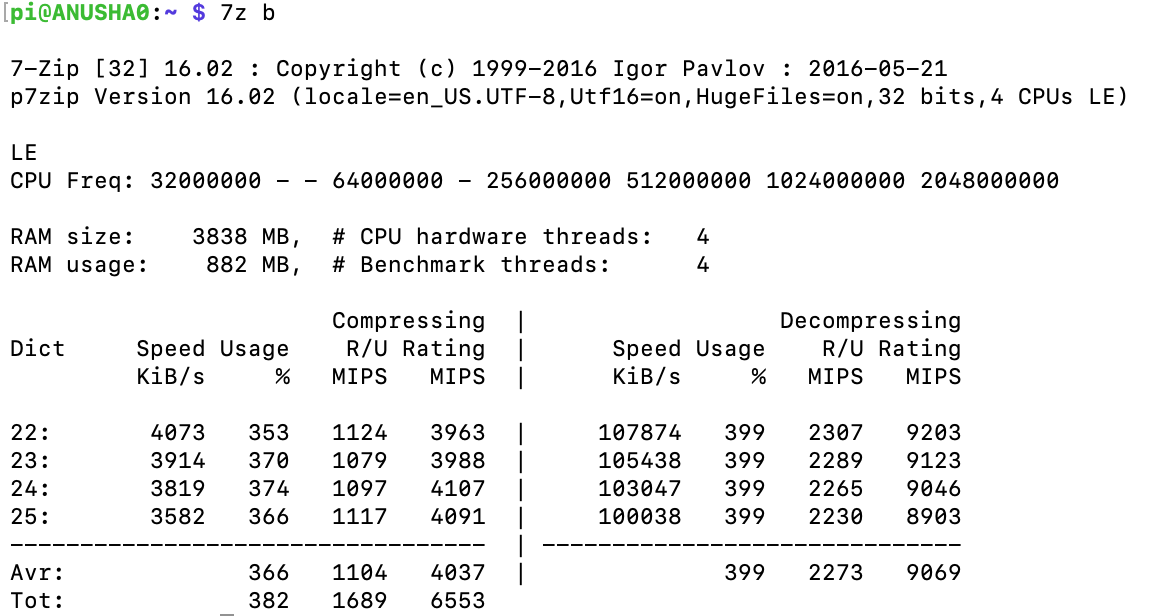 [pi@ANUSHA0:~ $ 7z b
7-Zip [32] 16.02 : Copyright (c) 1999-2016 Igor Pavlov : 2016-05-21
p7zip Version 16.02 (locale=en_US.UTF-8,Utf16=on,HugeFiles=on,32 bits,4 CPUs LE)
LE
CPU Freq: 32000000 - - 64000000 - 256000000 512000000 1024000000 2048000000
RAM size:    3838 MB,  # CPU hardware threads:   4
RAM usage:    882 MB,  # Benchmark threads:      4
                       Compressing  |                  Decompressing
Dict     Speed Usage    R/U Rating  |      Speed Usage    R/U Rating
         KiB/s     %   MIPS   MIPS  |      KiB/s     %   MIPS   MIPS
22:       4073   353   1124   3963  |     107874   399   2307   9203
23:       3914   370   1079   3988  |     105438   399   2289   9123
24:       3819   374   1097   4107  |     103047   399   2265   9046
25:       3582   366   1117   4091  |     100038   399   2230   8903
----------------------------------  | ------------------------------
Avr:             366   1104   4037  |              399   2273   9069
Tot:             382   1689   6553